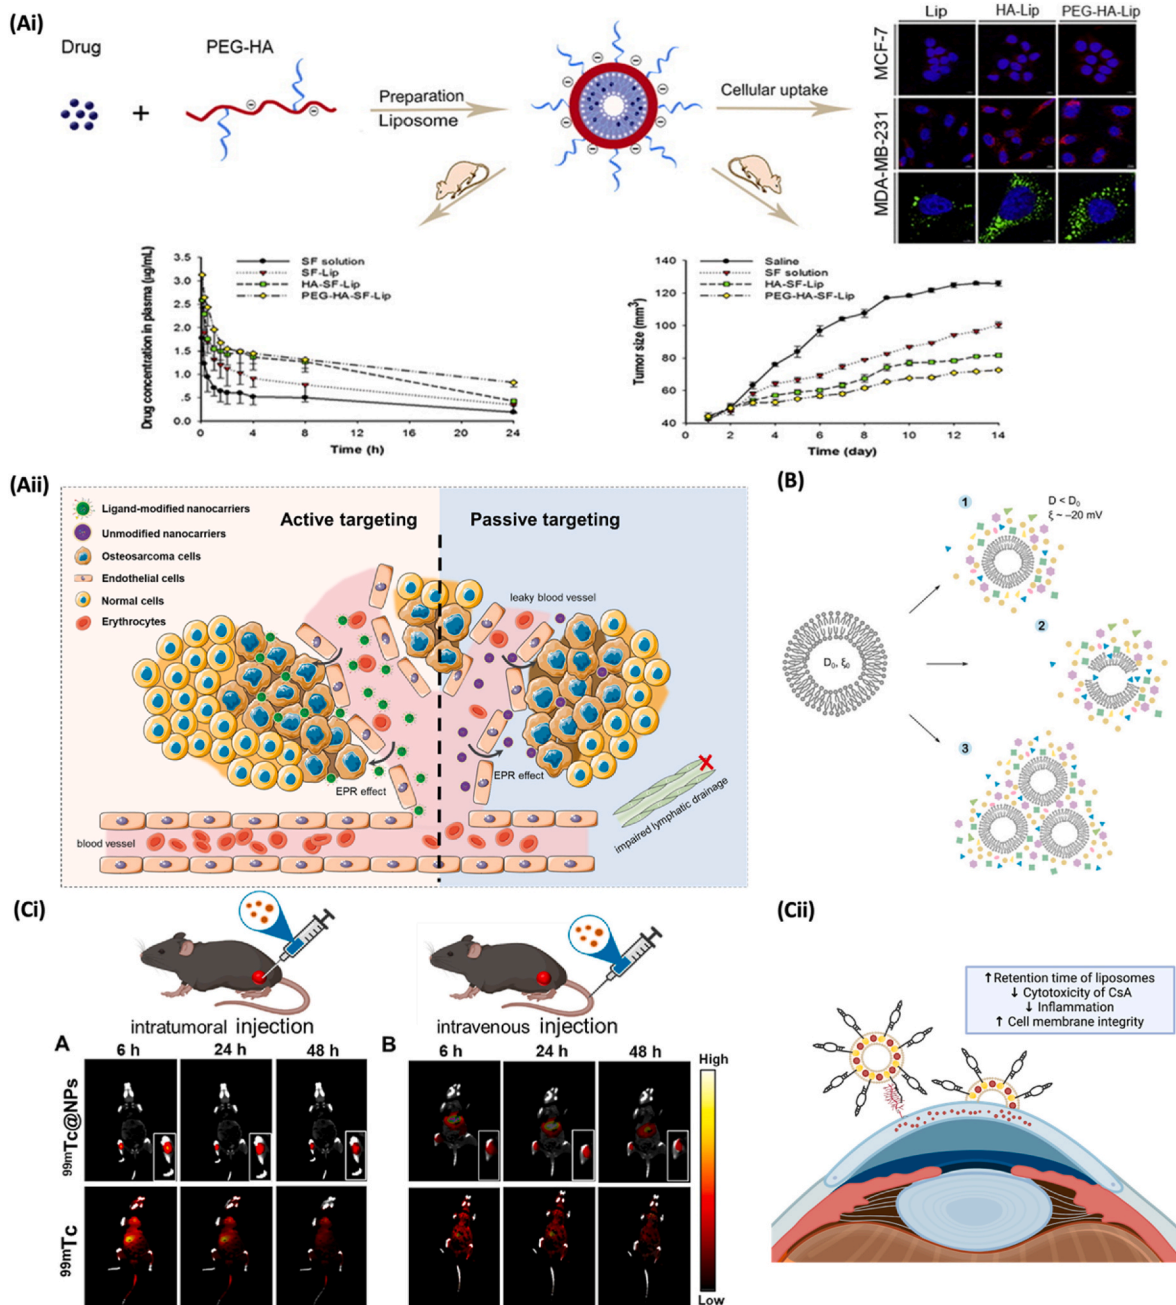 (Ai)
Drug
PEG-HA
Preparation
Liposome
Cellular uptake
Lip
HA-Lip
PEG-HA-Lip
MCF-7
MDA-MB-231
Drug concentration in plasma (µg/mL)
3.5
3.0
2.5
2.0
1.5
1.0
.5
0.0
SF solution
SF-Lip
HA-SF-Lip
PEG-HA-SF-Lip
0
4
8
12
16
20
24
Time (h)
Tumor size (mm³)
140
120
100
80
60
40
Saline
SF solution
HA-SF-Lip
PEG-HA-SF-Lip
0
2
4
6
8
10
12
14
Time (day)
(Aii)
Ligand-modified nanocarriers
Unmodified nanocarriers
Osteosarcoma cells
Endothelial cells
Normal cells
Erythrocytes
Active targeting
Passive targeting
leaky blood vessel
EPR effect
EPR effect
impaired lymphatic drainage
blood vessel
(B)
D₀, ξ₀
1
D < D₀
ξ ~ −20 mV
2
3
(Ci)
intratumoral injection
intravenous injection
A
6 h
24 h
48 h
B
6 h
24 h
48 h
99mTc@NPs
99mTc
High
Low
(Cii)
↑Retention time of liposomes
↓ Cytotoxicity of CsA
↓ Inflammation
↑ Cell membrane integrity